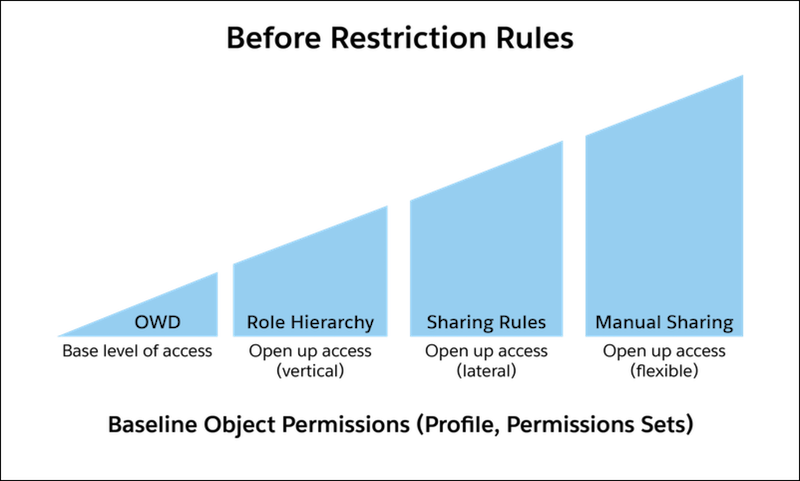 Before Restriction Rules
OWD
Base level of access
Role Hierarchy
Open up access
(vertical)
Sharing Rules
Open up access
(lateral)
Manual Sharing
Open up access
(flexible)
Baseline Object Permissions (Profile, Permissions Sets)